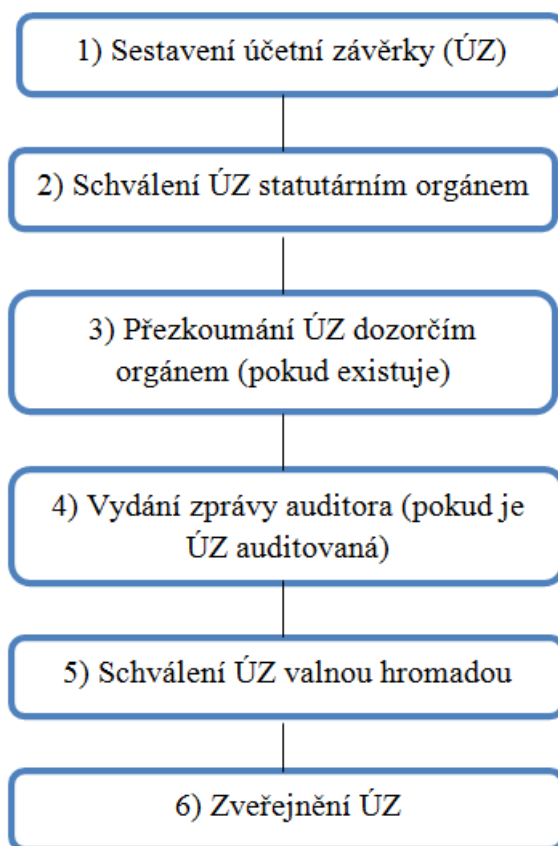 1) Sestavení účetní závěrky (ÚZ)
2) Schválení ÚZ statutárním orgánem
3) Přezkoumání ÚZ dozorčím
orgánem (pokud existuje)
4) Vydání zprávy auditora (pokud je
ÚZ auditovaná)
5) Schválení ÚZ valnou hromadou
6) Zveřejnění ÚZ